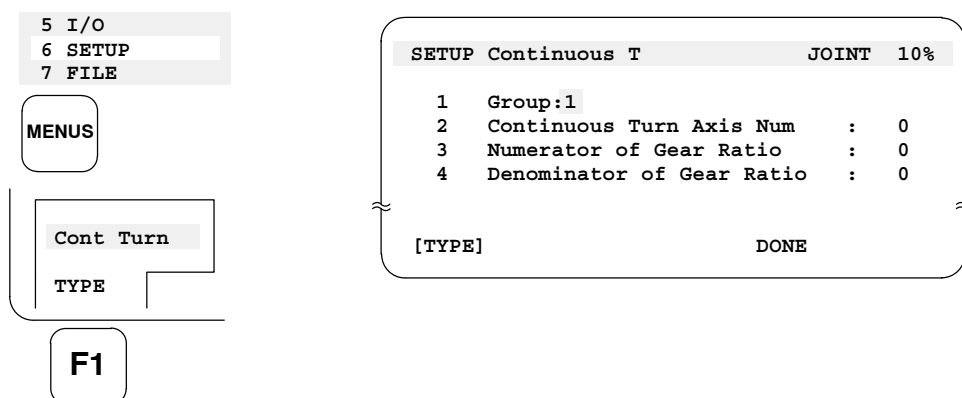 5 I/O
6 SETUP
7 FILE
MENUS
Cont Turn
TYPE
F1
SETUP Continuous T JOINT 10%
1 Group:1
2 Continuous Turn Axis Num : 0
3 Numerator of Gear Ratio : 0
4 Denominator of Gear Ratio : 0
[TYPE] DONE